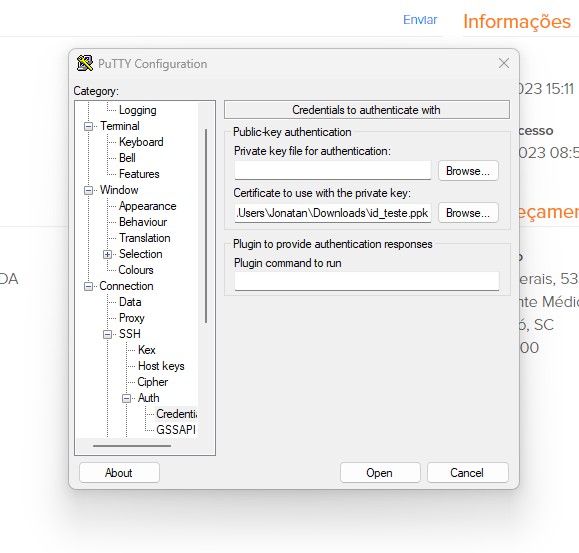 Enviar
Informações
PuTTY Configuration
Category:
Logging
Terminal
Keyboard
Bell
Features
Window
Appearance
Behaviour
Translation
Selection
Colours
Connection
Data
Proxy
SSH
Kex
Host keys
Cipher
Auth
Credentia
GSSAPI
Credentials to authenticate with
Public-key authentication
Private key file for authentication:
Browse...
Certificate to use with the private key:
.Users\Jonatan\Downloads\id_teste.ppk
Browse...
Plugin to provide authentication responses
Plugin command to run
About
Open
Cancel
023 15:11
cesso
023 08:5
eçamen
o
erais, 53
nte Médic
ó, SC
00
DA